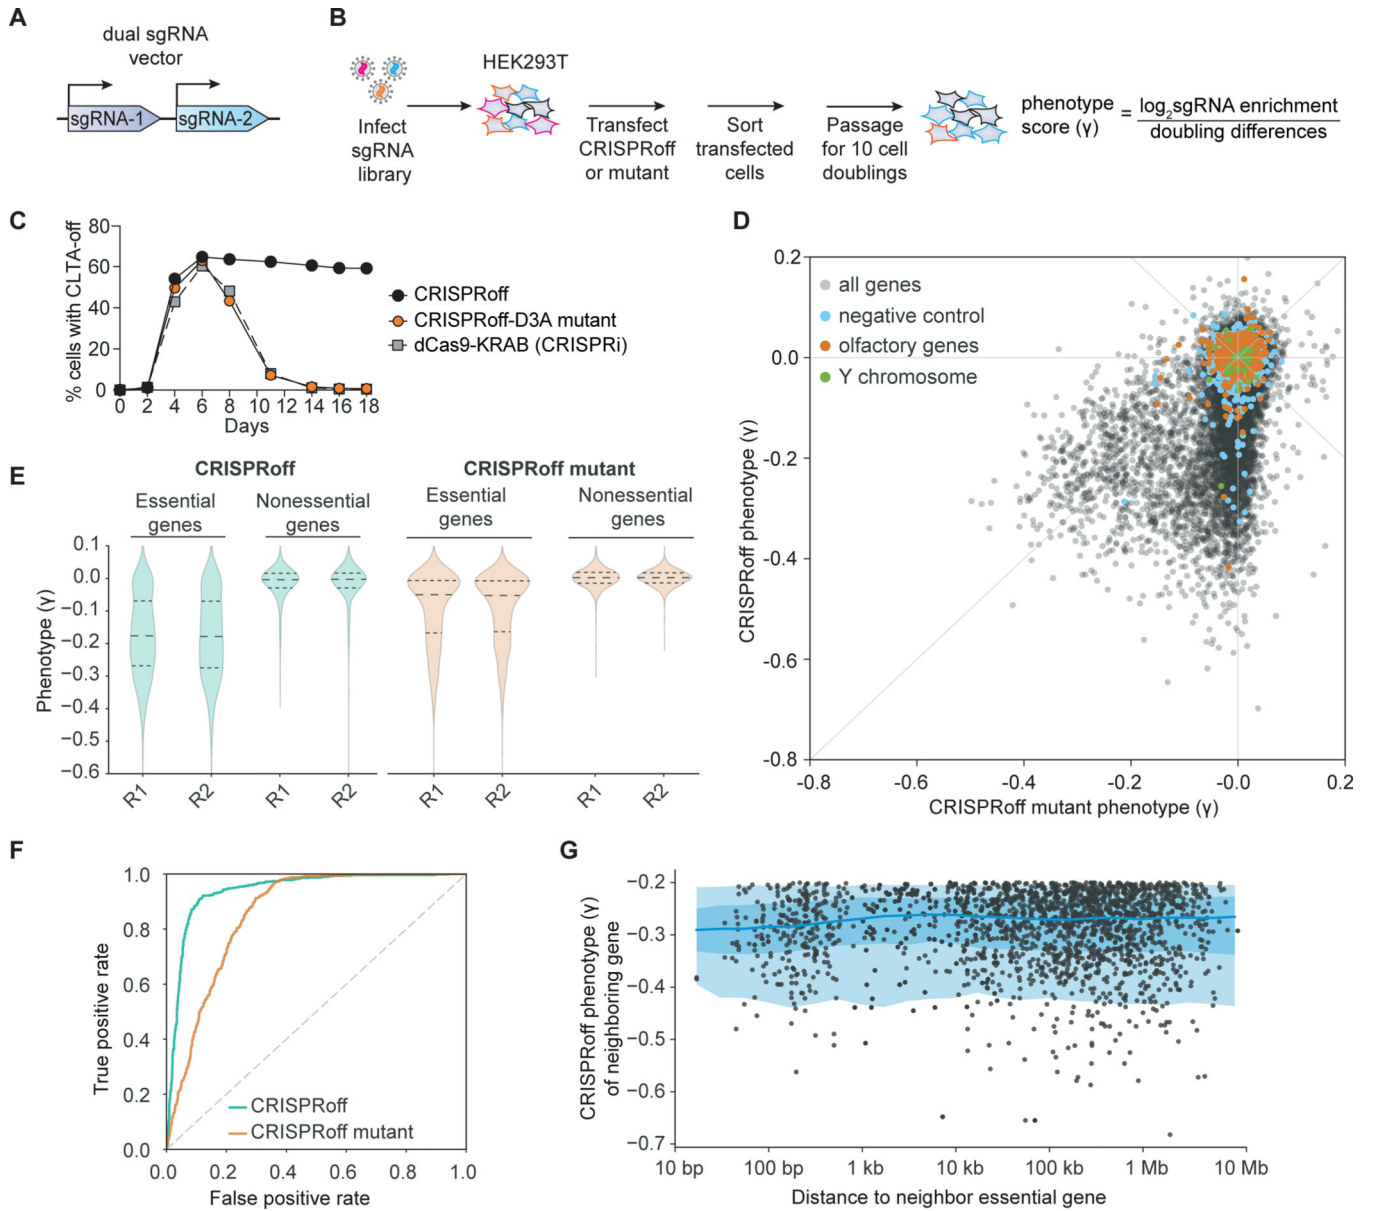 A
dual sgRNA
vector
sgRNA-1
sgRNA-2
B
HEK293T
Infect
sgRNA
library
Transfect
CRISPRoff
or mutant
Sort
transfected
cells
Passage
for 10 cell
doublings
phenotype
score (γ)
=
log₂sgRNA enrichment
doubling differences
C
% cells with CLTA-off
80
60
40
20
0
0 2 4 6 8 10 12 14 16 18
Days
CRISPRoff
CRISPRoff-D3A mutant
dCas9-KRAB (CRISPRi)
D
CRISPRoff phenotype (γ)
0.2
0.0
-0.2
-0.4
-0.6
-0.8
all genes
negative control
olfactory genes
Y chromosome
-0.8 -0.6 -0.4 -0.2 -0.0 0.2
CRISPRoff mutant phenotype (γ)
E
CRISPRoff
CRISPRoff mutant
Essential
genes
Nonessential
genes
Essential
genes
Nonessential
genes
Phenotype (γ)
0.1
0.0
−0.1
−0.2
−0.3
−0.4
−0.5
−0.6
R1 R2 R1 R2 R1 R2 R1 R2
F
True positive rate
1.0
0.8
0.6
0.4
0.2
0.0
CRISPRoff
CRISPRoff mutant
0.0 0.2 0.4 0.6 0.8 1.0
False positive rate
G
CRISPRoff phenotype (γ)
of neighboring gene
−0.2
−0.3
−0.4
−0.5
−0.6
−0.7
10 bp 100 bp 1 kb 10 kb 100 kb 1 Mb 10 Mb
Distance to neighbor essential gene